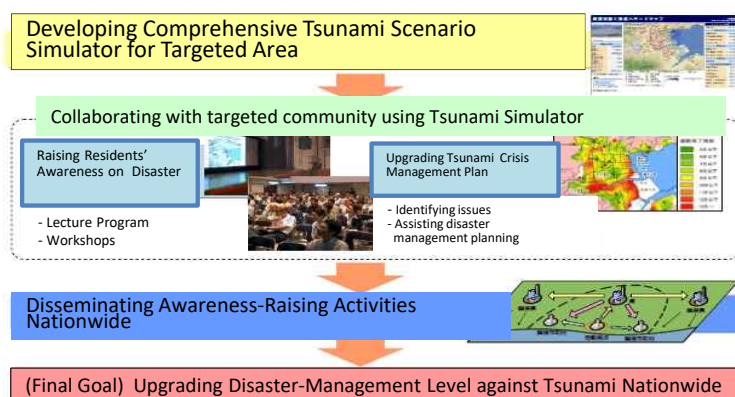 Developing Comprehensive Tsunami Scenario
Simulator for Targeted Area
Collaborating with targeted community using Tsunami Simulator
Raising Residents'
Awareness on Disaster
- Lecture Program
- Workshops
Upgrading Tsunami Crisis
Management Plan
- Identifying issues
- Assisting disaster
management planning
Disseminating Awareness-Raising Activities
Nationwide
(Final Goal) Upgrading Disaster-Management Level against Tsunami Nationwide